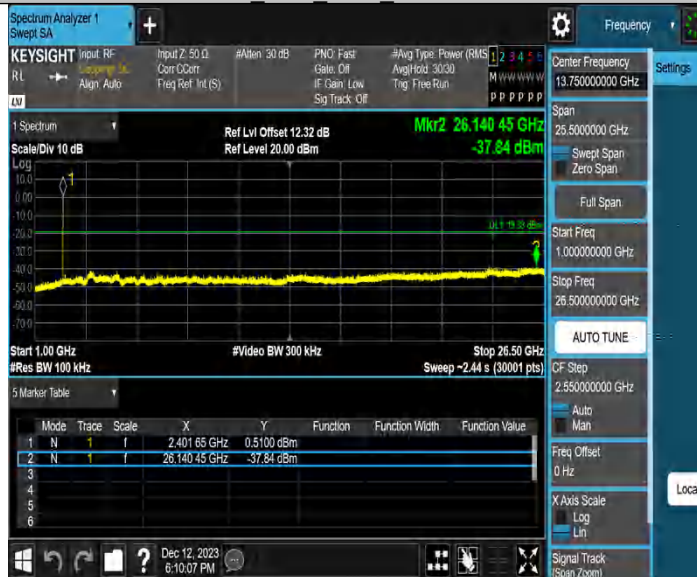 Spectrum Analyzer 1
Swept SA
+
Frequency
KEYSIGHT
RL
Input: RF
Coupling: DC
Align: Auto
Input Z: 50 Ω
Corr CCorr
Freq Ref: Int (S)
#Atten: 30 dB
PNO: Fast
Gate: Off
IF Gain: Low
Sig Track: Off
#Avg Type: Power (RMS
Avg|Hold: 30/30
Trig: Free Run
1 2 3 4 5 6
M W W W W W
P P P P P P
LXI
1 Spectrum
Scale/Div 10 dB
Ref Lvl Offset 12.32 dB
Ref Level 20.00 dBm
Mkr2 26.140 45 GHz
-37.84 dBm
Log
10.0
0.00
-10.0
-20.0
-30.0
-40.0
-50.0
-60.0
-70.0
1
2
Start 1.00 GHz
#Res BW 100 kHz
#Video BW 300 kHz
Stop 26.50 GHz
Sweep ~2.44 s (30001 pts)
5 Marker Table
Mode Trace Scale X Y Function Function Width Function Value
1 N 1 f 2.401 65 GHz 0.5100 dBm
2 N 1 f 26.140 45 GHz -37.84 dBm
3
4
5
6
Dec 12, 2023
6:10:07 PM
?
Center Frequency
13.750000000 GHz
Settings
Span
25.5000000 GHz
Swept Span
Zero Span
Full Span
Start Freq
1.000000000 GHz
Stop Freq
26.500000000 GHz
AUTO TUNE
CF Step
2.550000000 GHz
Auto
Man
Freq Offset
0 Hz
X Axis Scale
Log
Lin
Signal Track
(Span Zoom)
Loca